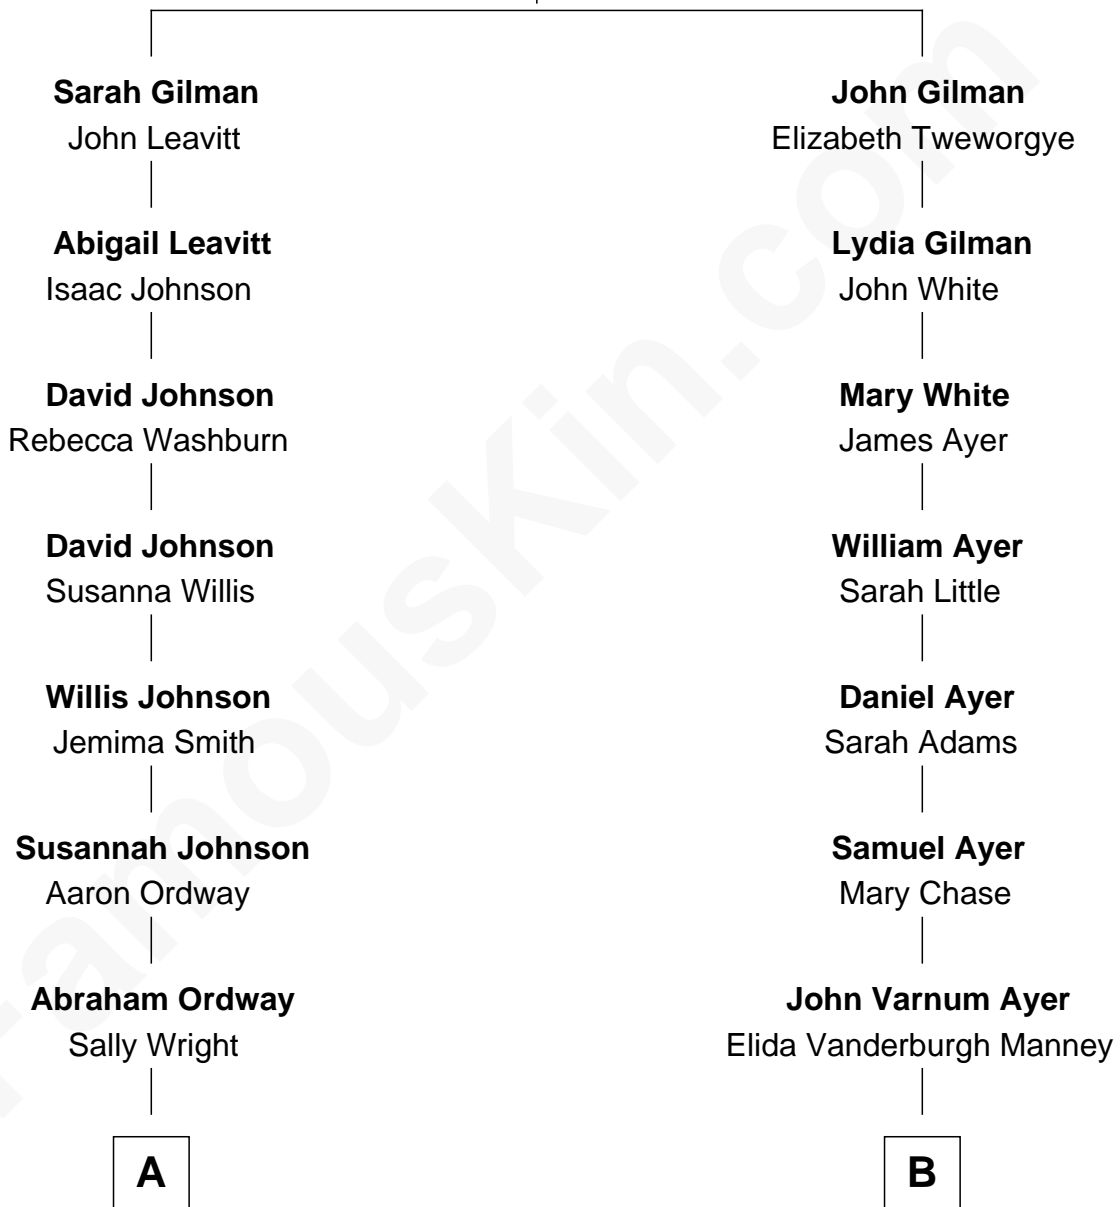 Sarah Gilman
John Leavitt
Abigail Leavitt
Isaac Johnson
David Johnson
Rebecca Washburn
David Johnson
Susanna Willis
Willis Johnson
Jemima Smith
Susannah Johnson
Aaron Ordway
Abraham Ordway
Sally Wright
A
John Gilman
Elizabeth Tweworgye
Lydia Gilman
John White
Mary White
James Ayer
William Ayer
Sarah Little
Daniel Ayer
Sarah Adams
Samuel Ayer
Mary Chase
John Varnum Ayer
Elida Vanderburgh Manney
B
FamousKin.com